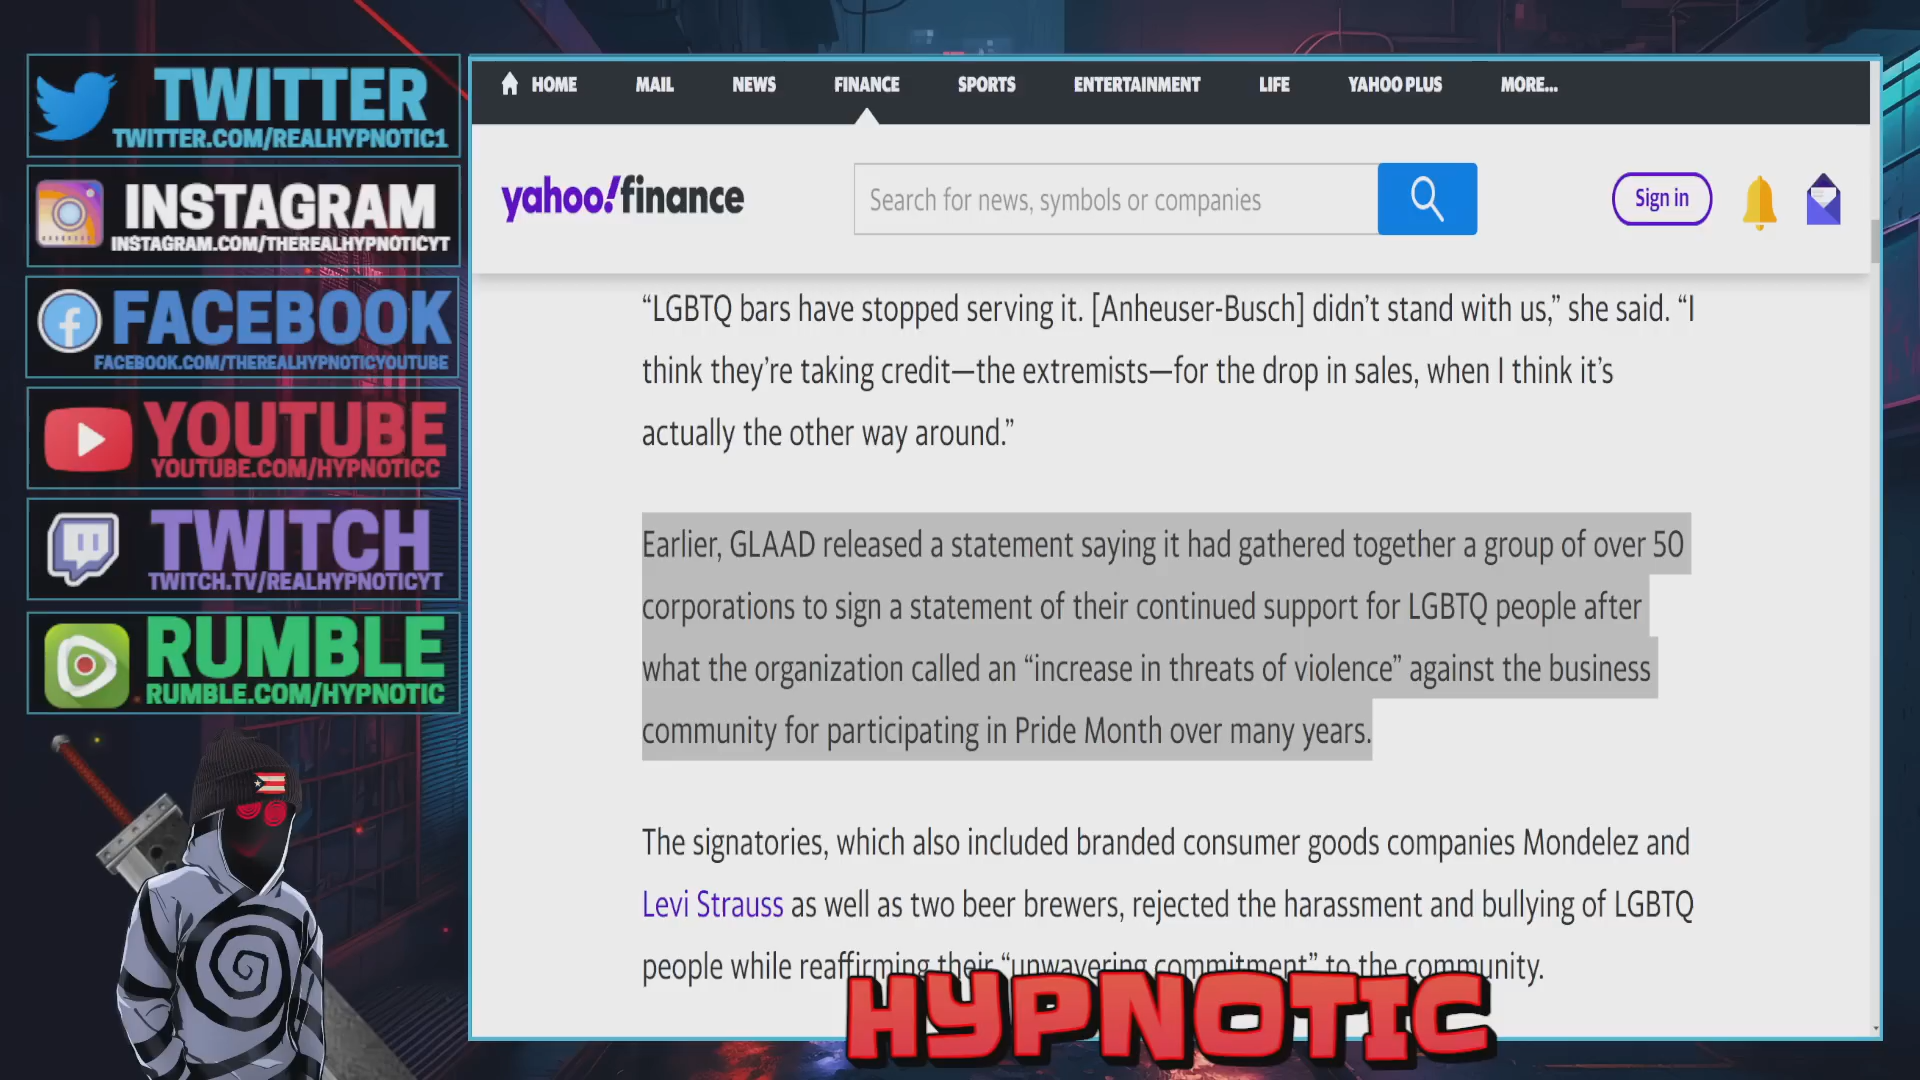 TWITTER
TWITTER.COM/REALHYPNOTIC1
INSTAGRAM
INSTAGRAM.COM/THEREALHYPNOTICYT
FACEBOOK
FACEBOOK.COM/THEREALHYPNOTICYOUTUBE
YOUTUBE
YOUTUBE.COM/HYPNOTICC
TWITCH
TWITCH.TV/REALHYPNOTICYT
RUMBLE
RUMBLE.COM/HYPNOTIC
HOME MAIL NEWS FINANCE SPORTS ENTERTAINMENT LIFE YAHOO PLUS MORE...
yahoo!finance
Search for news, symbols or companies
Sign in
“LGBTQ bars have stopped serving it. [Anheuser-Busch] didn’t stand with us,” she said. “I
think they’re taking credit—the extremists—for the drop in sales, when I think it’s
actually the other way around.”
Earlier, GLAAD released a statement saying it had gathered together a group of over 50
corporations to sign a statement of their continued support for LGBTQ people after
what the organization called an “increase in threats of violence” against the business
community for participating in Pride Month over many years.
The signatories, which also included branded consumer goods companies Mondelez and
Levi Strauss as well as two beer brewers, rejected the harassment and bullying of LGBTQ
people while reaffirming their “unwavering commitment” to the community.
HYPNOTIC